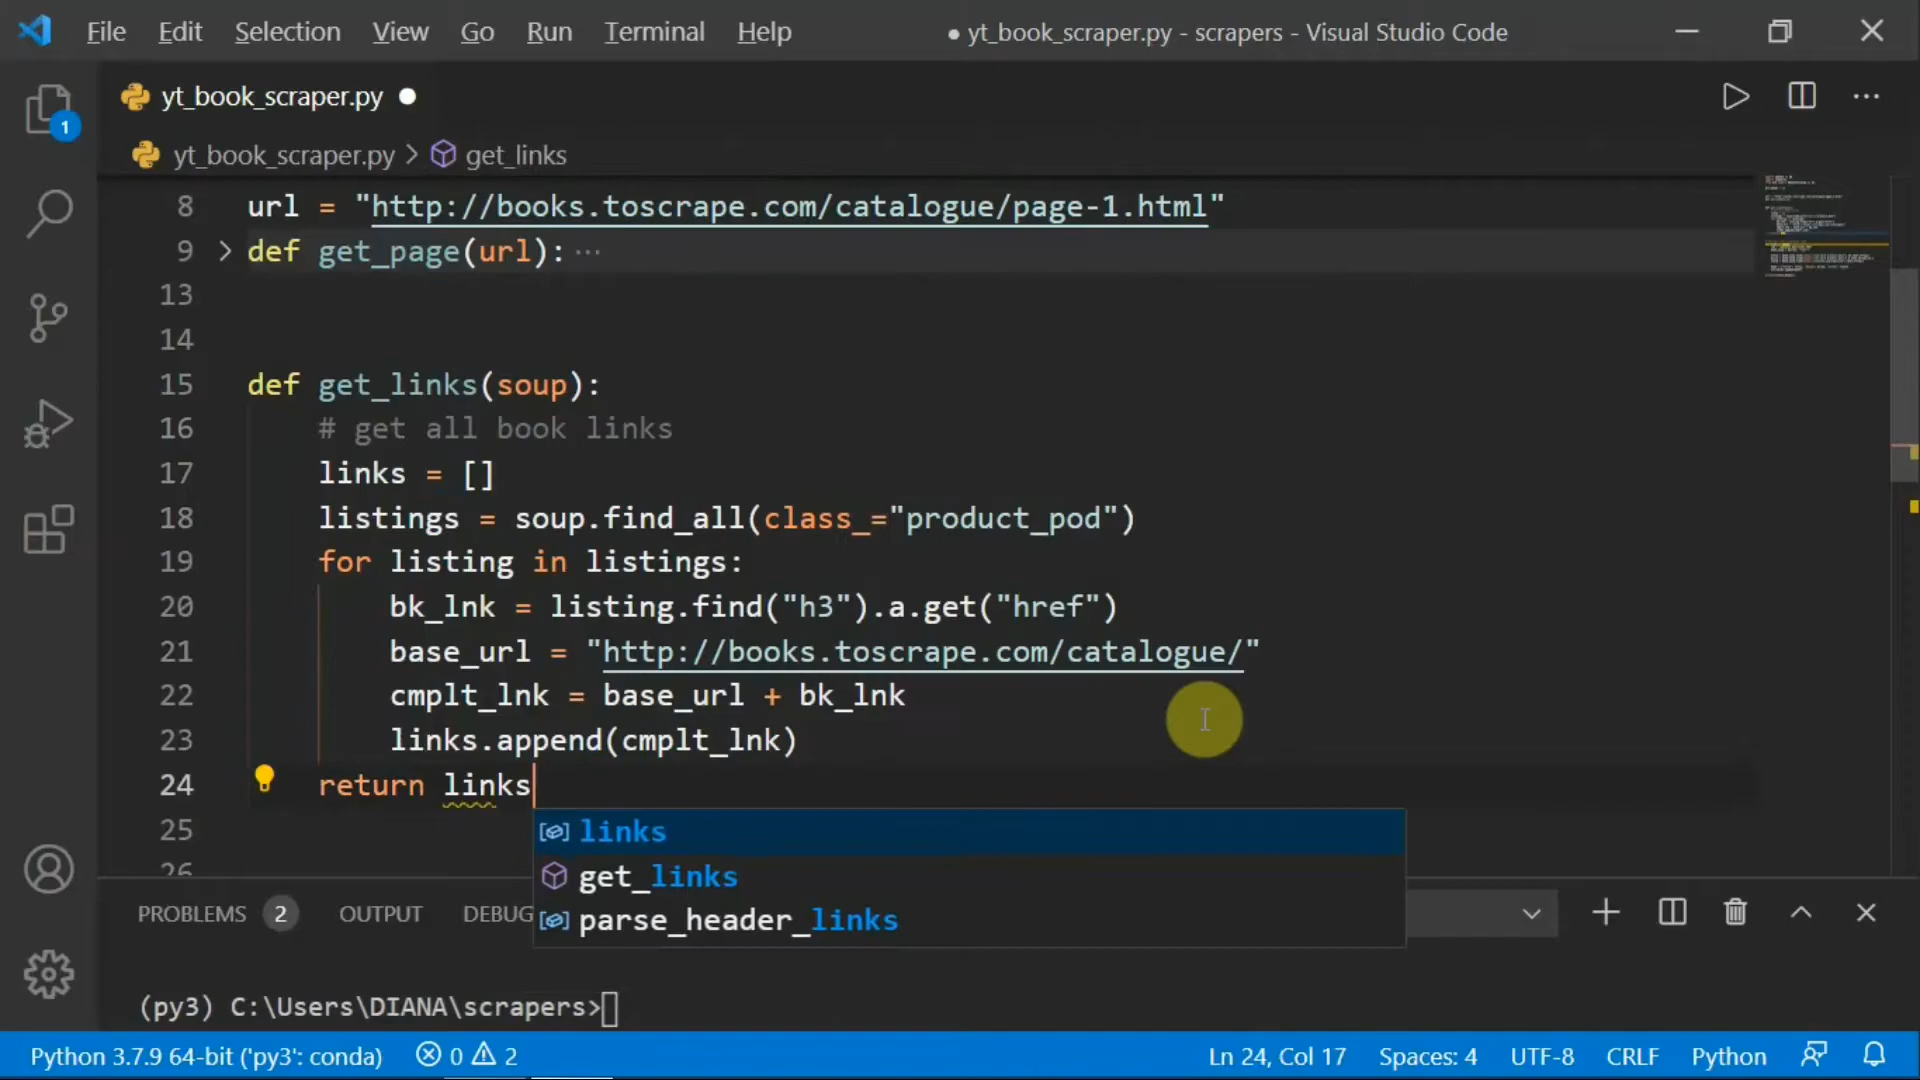 File Edit Selection View Go Run Terminal Help ● yt_book_scraper.py - scrapers - Visual Studio Code
yt_book_scraper.py ●
1
yt_book_scraper.py > get_links
8 url = "http://books.toscrape.com/catalogue/page-1.html"
9 > def get_page(url): ···
13
14
15 def get_links(soup):
16 # get all book links
17 links = []
18 listings = soup.find_all(class_="product_pod")
19 for listing in listings:
20 bk_lnk = listing.find("h3").a.get("href")
21 base_url = "http://books.toscrape.com/catalogue/"
22 cmplt_lnk = base_url + bk_lnk
23 links.append(cmplt_lnk)
24 return links
25 links
26 get_links
parse_header_links
PROBLEMS 2 OUTPUT DEBUG
(py3) C:\Users\DIANA\scrapers>
Python 3.7.9 64-bit ('py3': conda) 0 2 Ln 24, Col 17 Spaces: 4 UTF-8 CRLF Python